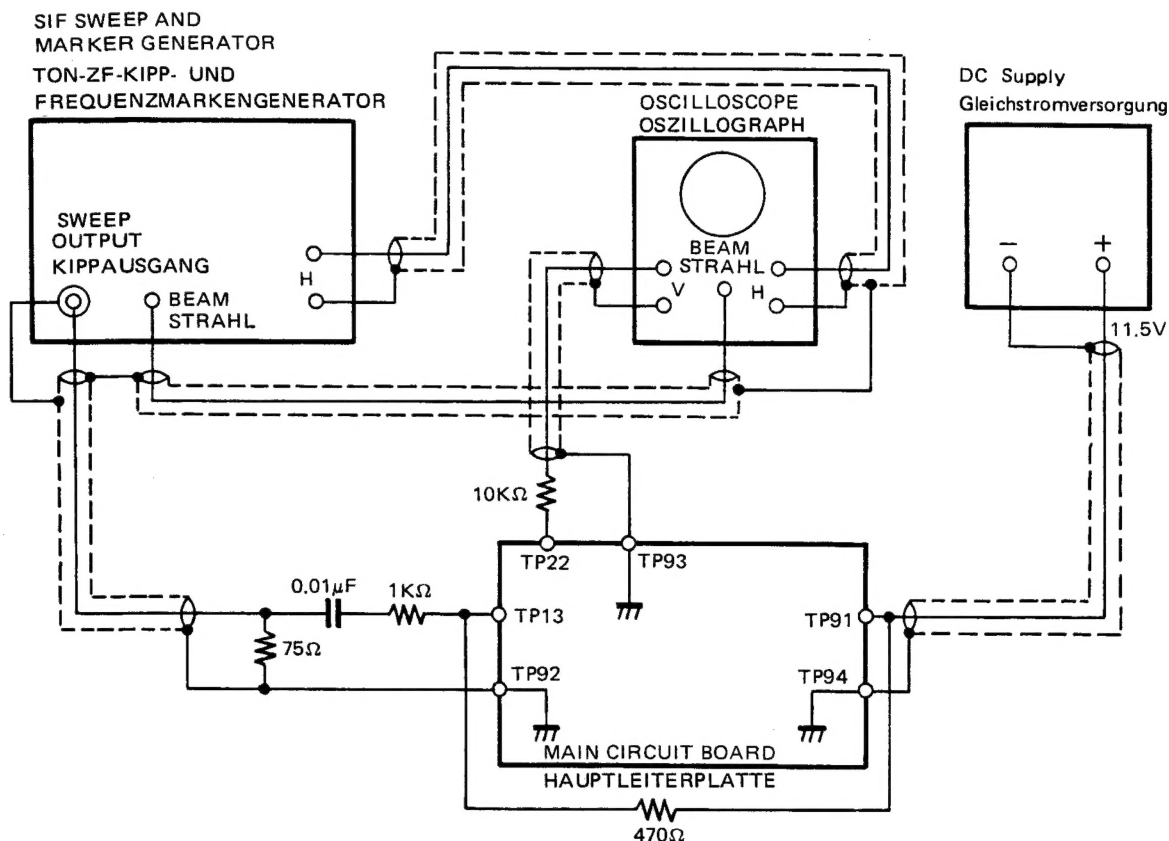 SIF SWEEP AND
MARKER GENERATOR
TON-ZF-KIPP- UND
FREQUENZMARKENGENERATOR
SWEEP
OUTPUT
KIPPAUSGANG
BEAM
STRAHL
H
OSCILLOSCOPE
OSZILLOGRAPH
BEAM
STRAHL
V
H
DC Supply
Gleichstromversorgung
−
+
11.5V
10KΩ
TP22
TP93
0.01µF
1KΩ
TP13
75Ω
TP92
TP91
TP94
MAIN CIRCUIT BOARD
HAUPTLEITERPLATTE
470Ω